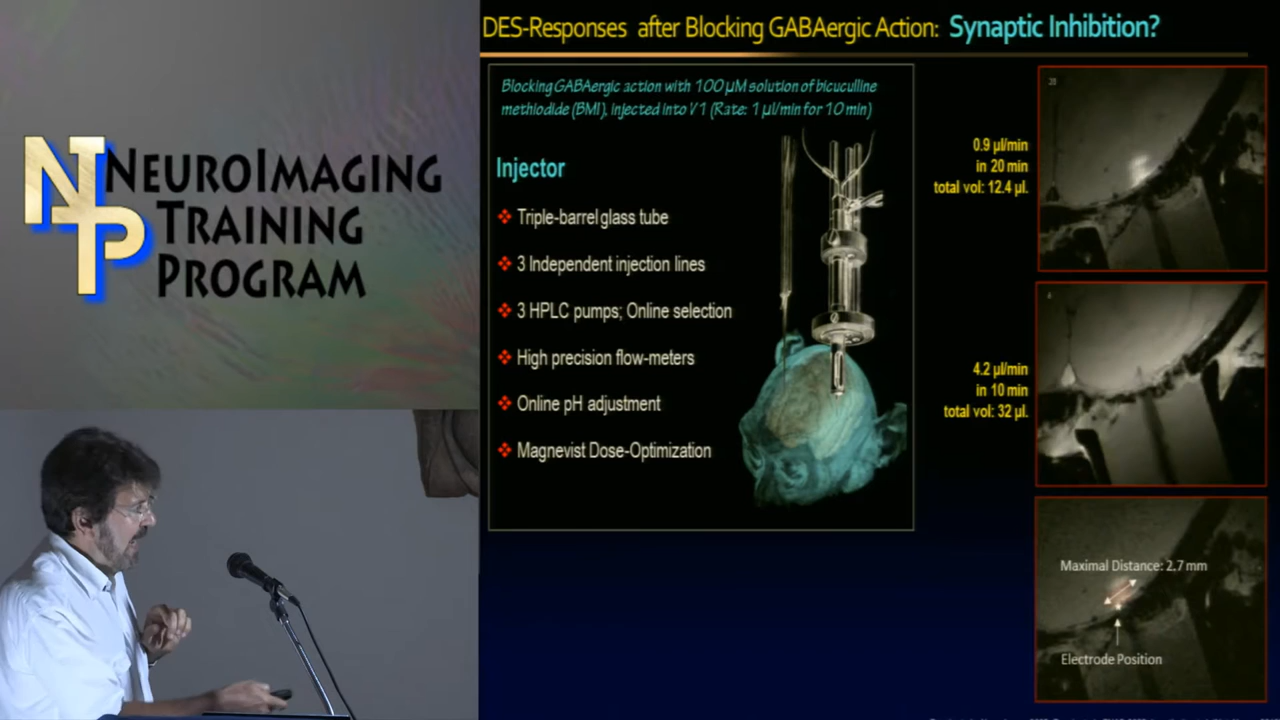 NTP
NEUROIMAGING
TRAINING
PROGRAM
DES-Responses after Blocking GABAergic Action: Synaptic Inhibition?
Blocking GABAergic action with 100 µM solution of bicuculline
methiodide (BMI), injected into V1 (Rate: 1 µl/min for 10 min)
Injector
Triple-barrel glass tube
3 Independent injection lines
3 HPLC pumps; Online selection
High precision flow-meters
Online pH adjustment
Magnevist Dose-Optimization
0.9 µl/min
in 20 min
total vol: 12.4 µl.
4.2 µl/min
in 10 min
total vol: 32 µl.
Maximal Distance: 2.7 mm
Electrode Position